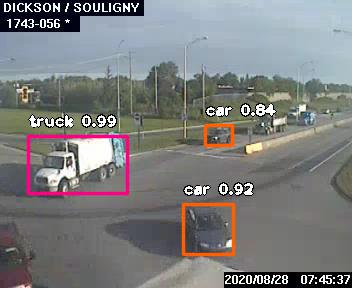 DICKSON / SOULIGNY
1743-056 *
car 0.84
truck 0.99
car 0.92
2020/08/28 07:45:37